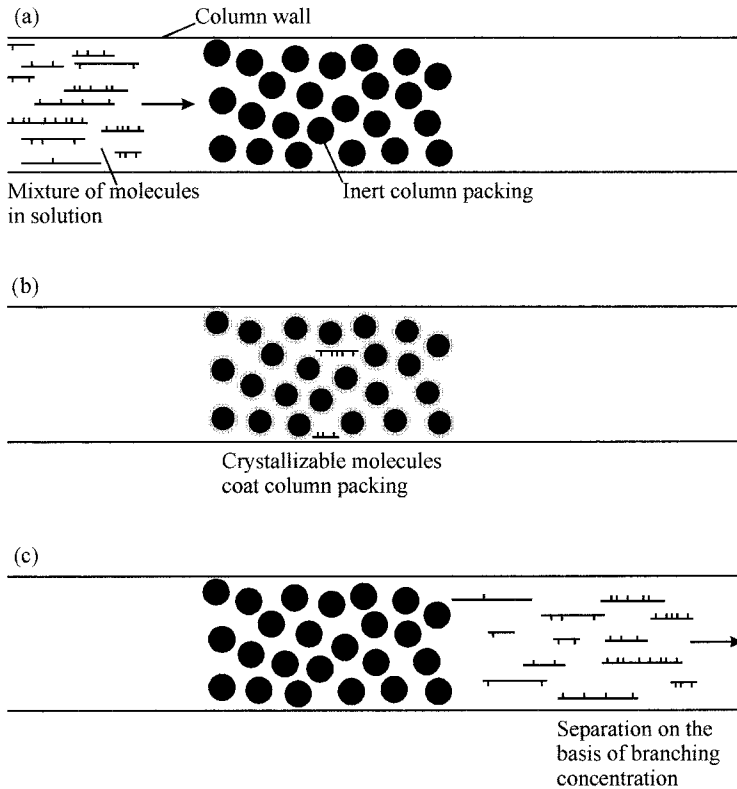 (a)
Column wall
Mixture of molecules
in solution
Inert column packing
(b)
Crystallizable molecules
coat column packing
(c)
Separation on the
basis of branching
concentration